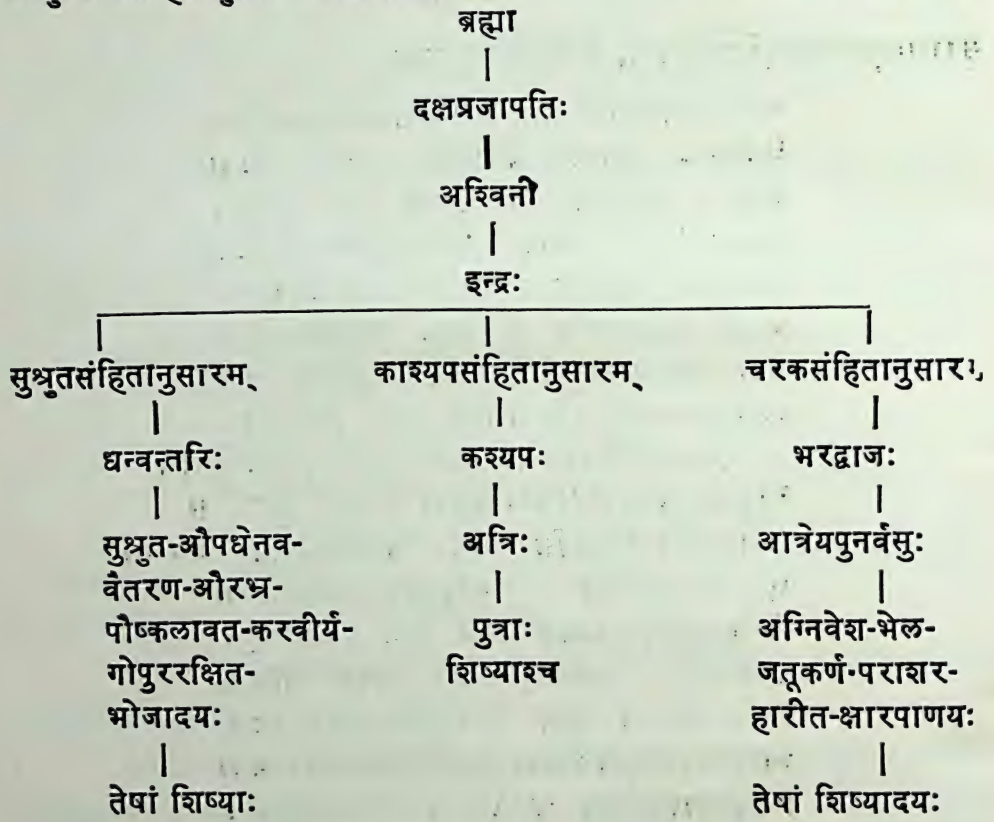 ब्रह्मा
दक्षप्रजापतिः
अश्विनी
इन्द्रः
सुश्रुतसंहितानुसारम्
काश्यपसंहितानुसारम्
चरकसंहितानुसार
धन्वन्तरिः
कश्यपः
भरद्वाजः
सुश्रुत-औपधेनव-
वैतरण-औरभ्र-
पौष्कलावत-करवीर्य-
गोपुररक्षित-
भोजादयः
अत्रिः
पुत्राः
शिष्याश्च
आत्रेयपुनर्वसुः
अग्निवेश-भेल-
जतूकर्ण-पराशर-
हारीत-क्षारपाणयः
तेषां शिष्याः
तेषां शिष्यादयः